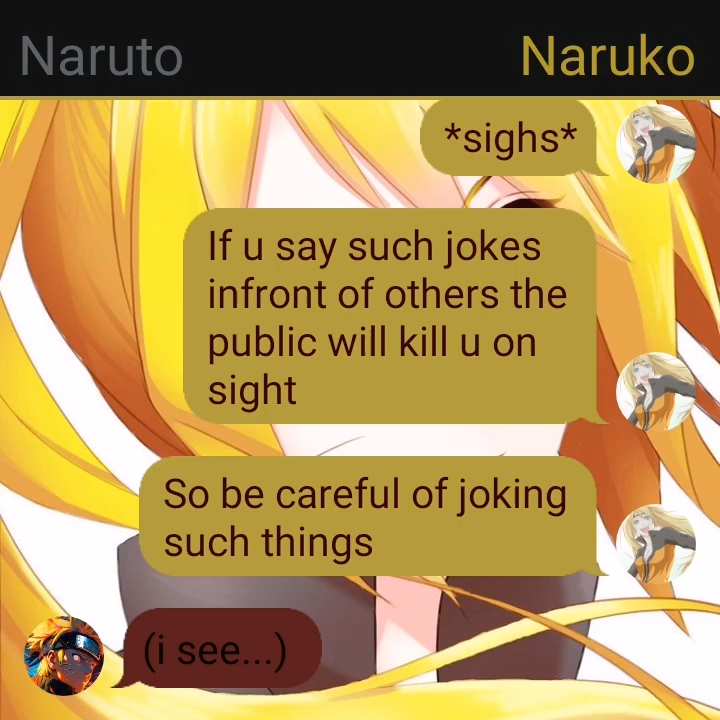 Naruto
Naruko
*sighs*
If u say such jokes
infront of others the
public will kill u on
sight
So be careful of joking
such things
(i see...)